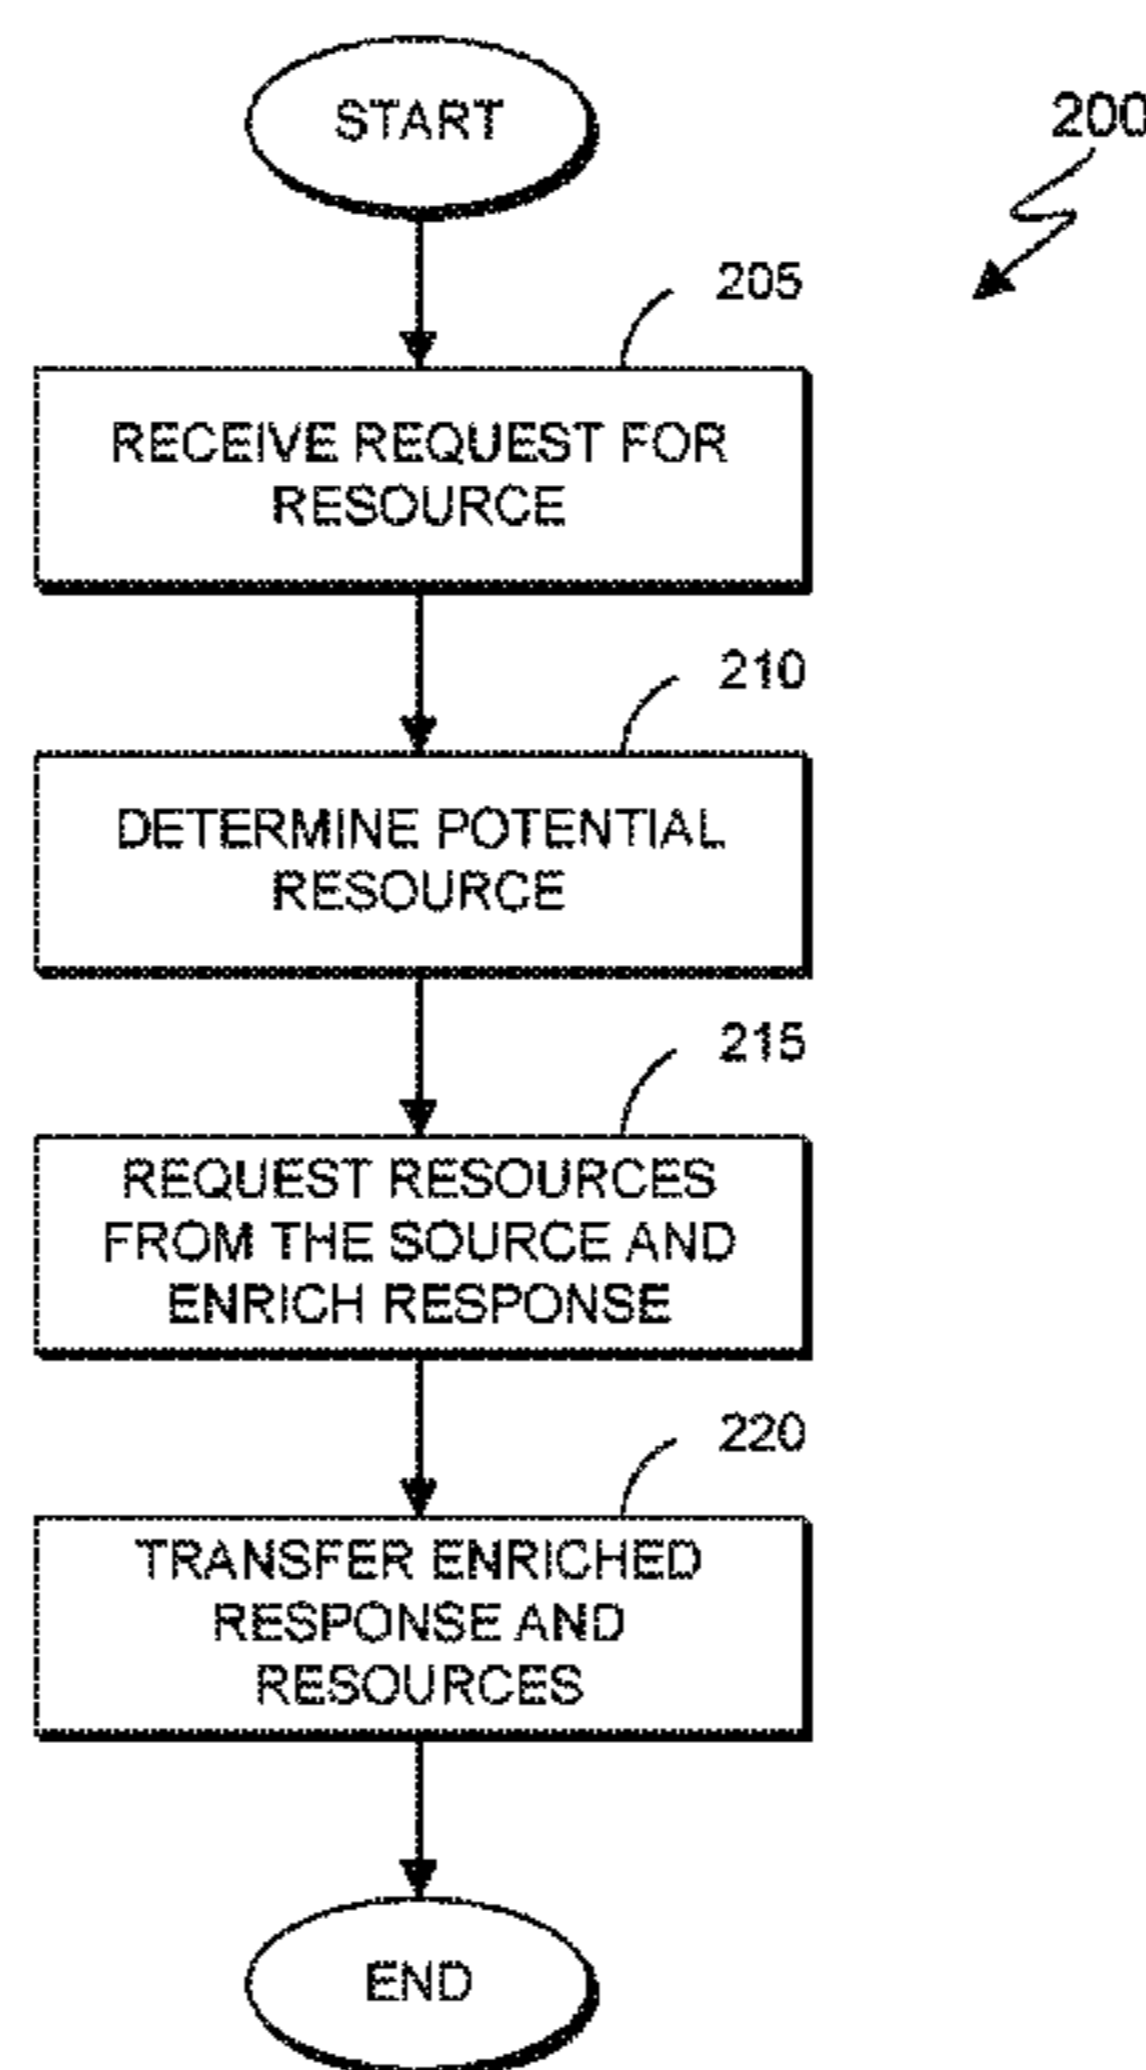 START
200
205
RECEIVE REQUEST FOR
RESOURCE
210
DETERMINE POTENTIAL
RESOURCE
215
REQUEST RESOURCES
FROM THE SOURCE AND
ENRICH RESPONSE
220
TRANSFER ENRICHED
RESPONSE AND
RESOURCES
END